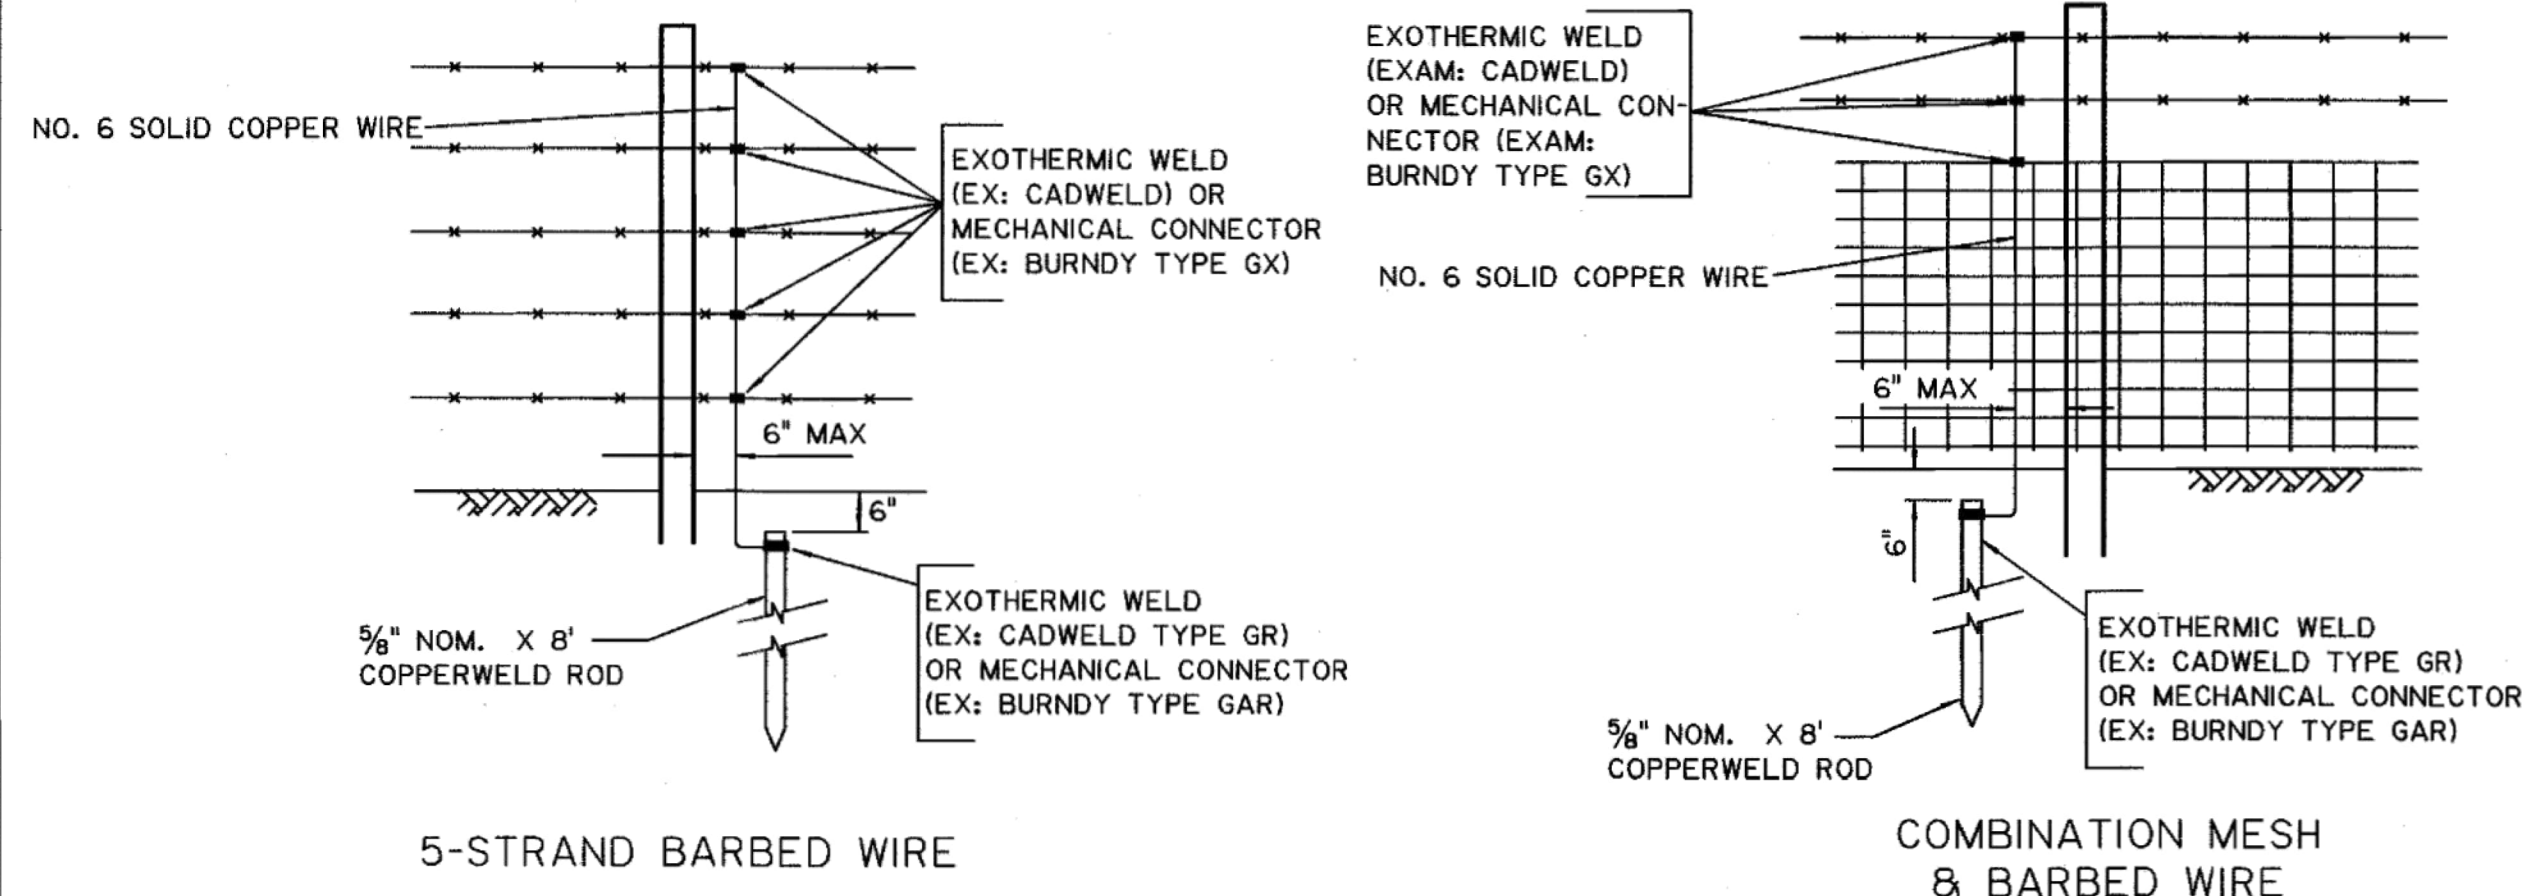 NO. 6 SOLID COPPER WIRE
EXOTHERMIC WELD
(EX: CADWELD) OR
MECHANICAL CONNECTOR
(EX: BURNDY TYPE GX)
6" MAX
6"
⅝" NOM. X 8'
COPPERWELD ROD
EXOTHERMIC WELD
(EX: CADWELD TYPE GR)
OR MECHANICAL CONNECTOR
(EX: BURNDY TYPE GAR)
5-STRAND BARBED WIRE
EXOTHERMIC WELD
(EXAM: CADWELD)
OR MECHANICAL CON-
NECTOR (EXAM:
BURNDY TYPE GX)
NO. 6 SOLID COPPER WIRE
6" MAX
6"
⅝" NOM. X 8'
COPPERWELD ROD
EXOTHERMIC WELD
(EX: CADWELD TYPE GR)
OR MECHANICAL CONNECTOR
(EX: BURNDY TYPE GAR)
COMBINATION MESH
& BARBED WIRE